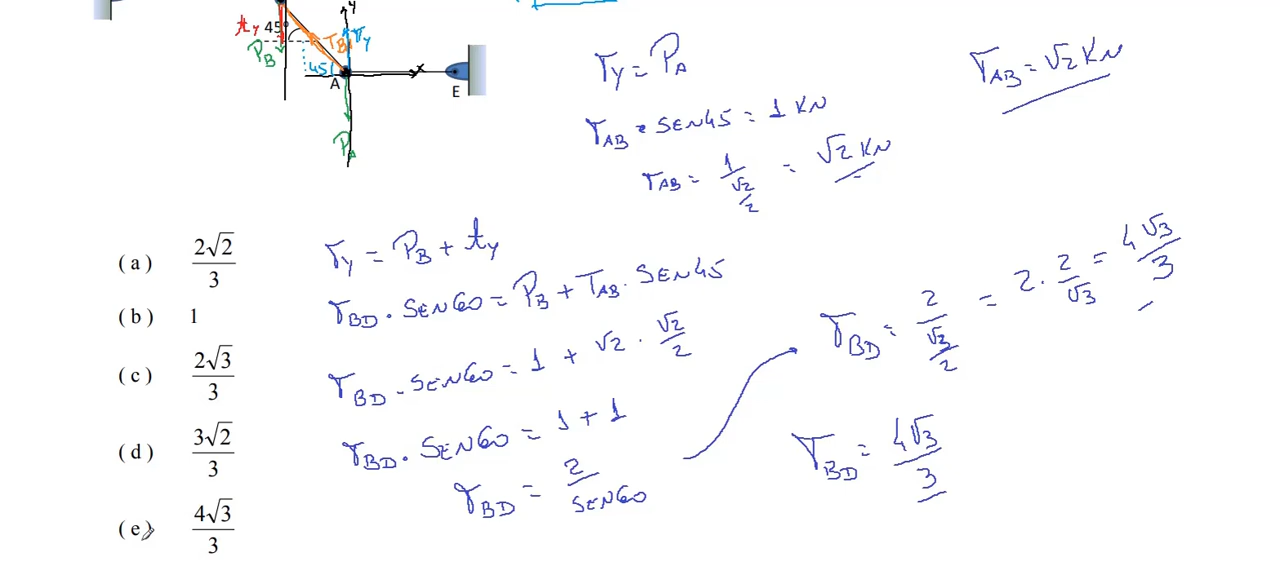 ty 45°
TB Ty
PB
45
Y
x
A
E
PA
TY = PA
TAB • SEN45 = 1 KN
TAB = 1 / √2/2 = √2 KN
TAB = √2 KN
(a) 2√2/3
(b) 1
(c) 2√3/3
(d) 3√2/3
(e) 4√3/3
TY = PB + ty
TBD • SEN60 = PB + TAB • SEN45
TBD • SEN60 = 1 + √2 • √2/2
TBD • SEN60 = 1 + 1
TBD = 2/SEN60
TBD = 2 / √3/2 = 2 • 2/√3 = 4√3/3
TBD = 4√3/3